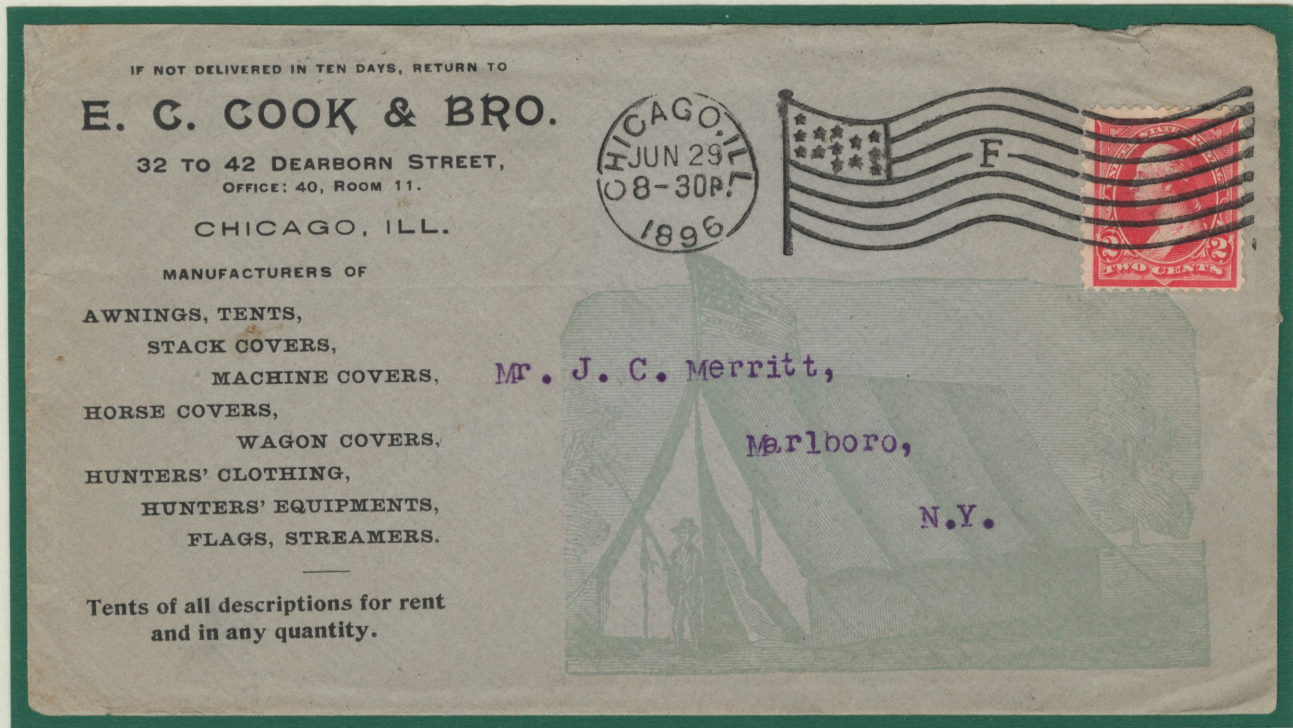 IF NOT DELIVERED IN TEN DAYS, RETURN TO
E. C. COOK & BRO.
32 TO 42 DEARBORN STREET,
OFFICE: 40, ROOM 11.
CHICAGO, ILL.
MANUFACTURERS OF
AWNINGS, TENTS,
STACK COVERS,
MACHINE COVERS,
HORSE COVERS,
WAGON COVERS,
HUNTERS' CLOTHING,
HUNTERS' EQUIPMENTS,
FLAGS, STREAMERS.
Tents of all descriptions for rent
and in any quantity.
CHICAGO, ILL.
JUN 29
8-30P.
1896
F
2 2
TWO CENTS
Mr. J. C. Merritt,
Marlboro,
N.Y.